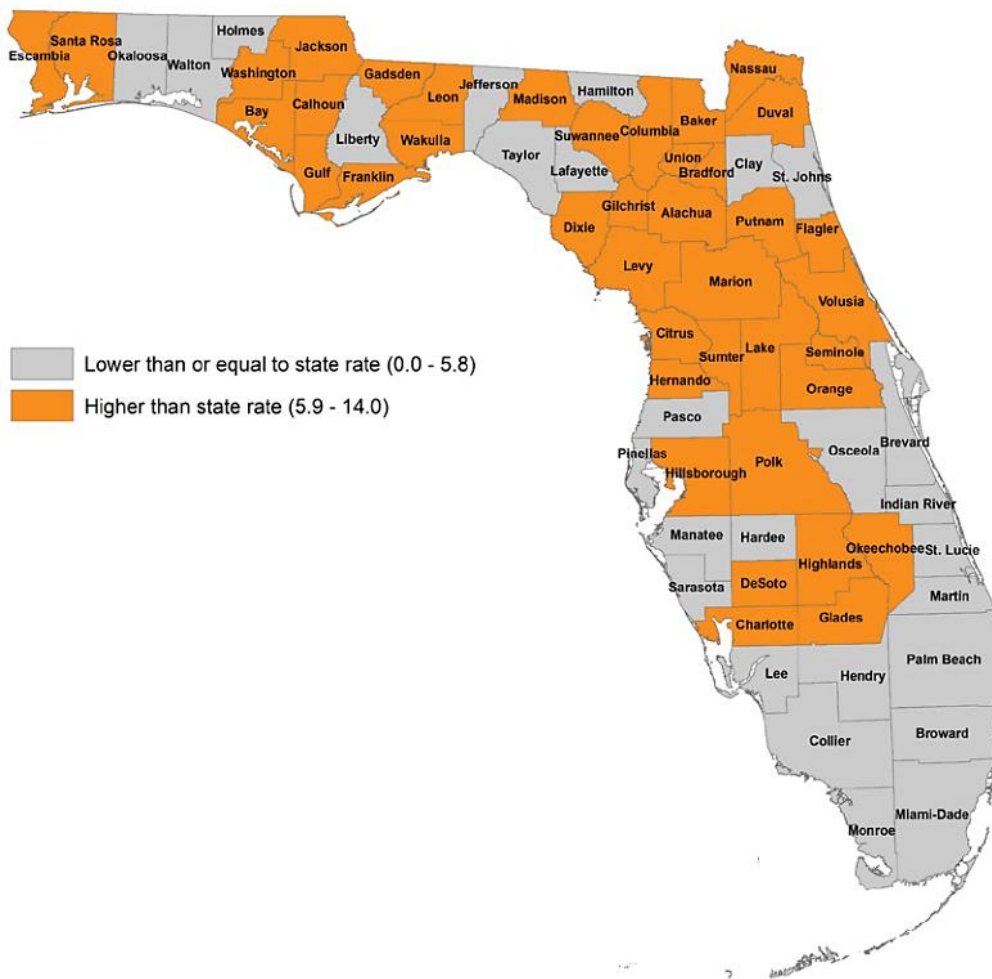 Holmes
Jackson
Santa Rosa
Escambia
Okaloosa
Walton
Washington
Gadsden
Jefferson
Madison
Hamilton
Nassau
Leon
Calhoun
Bay
Liberty
Wakulla
Suwannee
Columbia
Baker
Duval
Taylor
Lafayette
Union
Bradford
Clay
St. Johns
Gulf
Franklin
Gilchrist
Alachua
Putnam
Dixie
Flagler
Levy
Marion
Volusia
Citrus
Sumter
Lake
Seminole
Lower than or equal to state rate (0.0 - 5.8)
Hernando
Orange
Higher than state rate (5.9 - 14.0)
Pasco
Osceola
Brevard
Pinellas
Hillsborough
Polk
Indian River
Manatee
Hardee
Okeechobee
St. Lucie
Highlands
Sarasota
DeSoto
Martin
Charlotte
Glades
Palm Beach
Lee
Hendry
Broward
Collier
Miami-Dade
Monroe